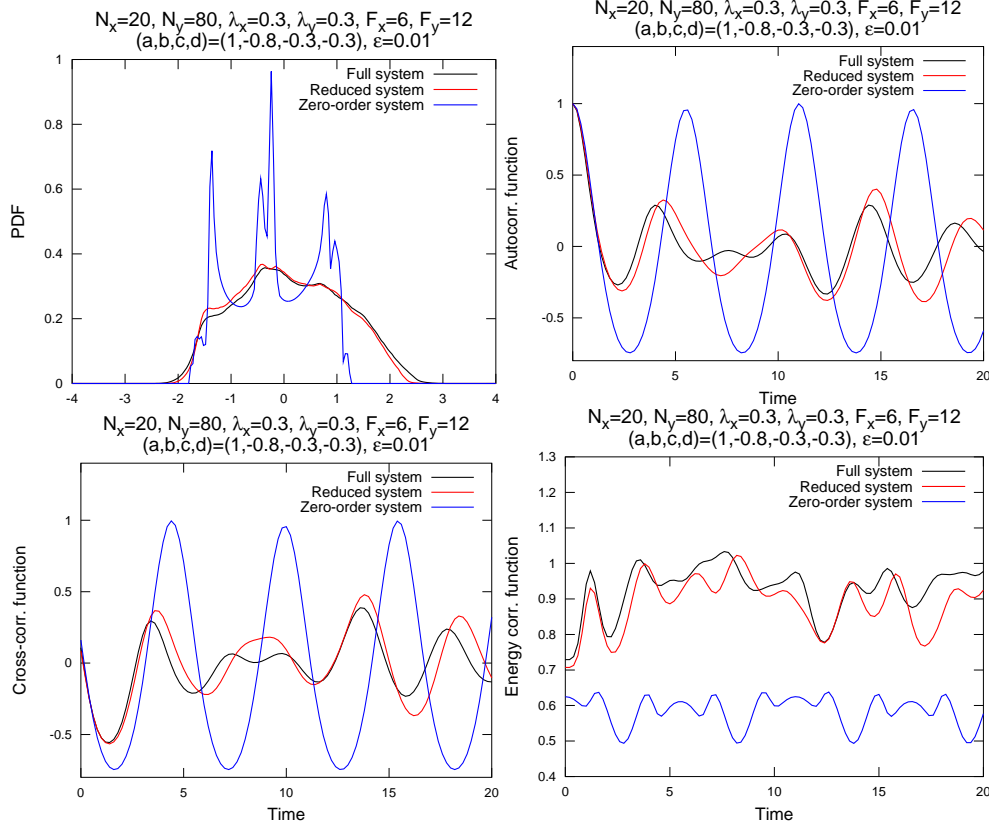 N_x=20, N_y=80, λ_x=0.3, λ_y=0.3, F_x=6, F_y=12
(a,b,c,d)=(1,-0.8,-0.3,-0.3), ε=0.01
Full system
Reduced system
Zero-order system
PDF
1
0.8
0.6
0.4
0.2
0
-4 -3 -2 -1 0 1 2 3 4
N_x=20, N_y=80, λ_x=0.3, λ_y=0.3, F_x=6, F_y=12
(a,b,c,d)=(1,-0.8,-0.3,-0.3), ε=0.01
Full system
Reduced system
Zero-order system
Autocorr. function
1
0.5
0
-0.5
0 5 10 15 20
Time
N_x=20, N_y=80, λ_x=0.3, λ_y=0.3, F_x=6, F_y=12
(a,b,c,d)=(1,-0.8,-0.3,-0.3), ε=0.01
Full system
Reduced system
Zero-order system
Cross-corr. function
1
0.5
0
-0.5
0 5 10 15 20
Time
N_x=20, N_y=80, λ_x=0.3, λ_y=0.3, F_x=6, F_y=12
(a,b,c,d)=(1,-0.8,-0.3,-0.3), ε=0.01
Full system
Reduced system
Zero-order system
Energy corr. function
1.3
1.2
1.1
1
0.9
0.8
0.7
0.6
0.5
0.4
0 5 10 15 20
Time